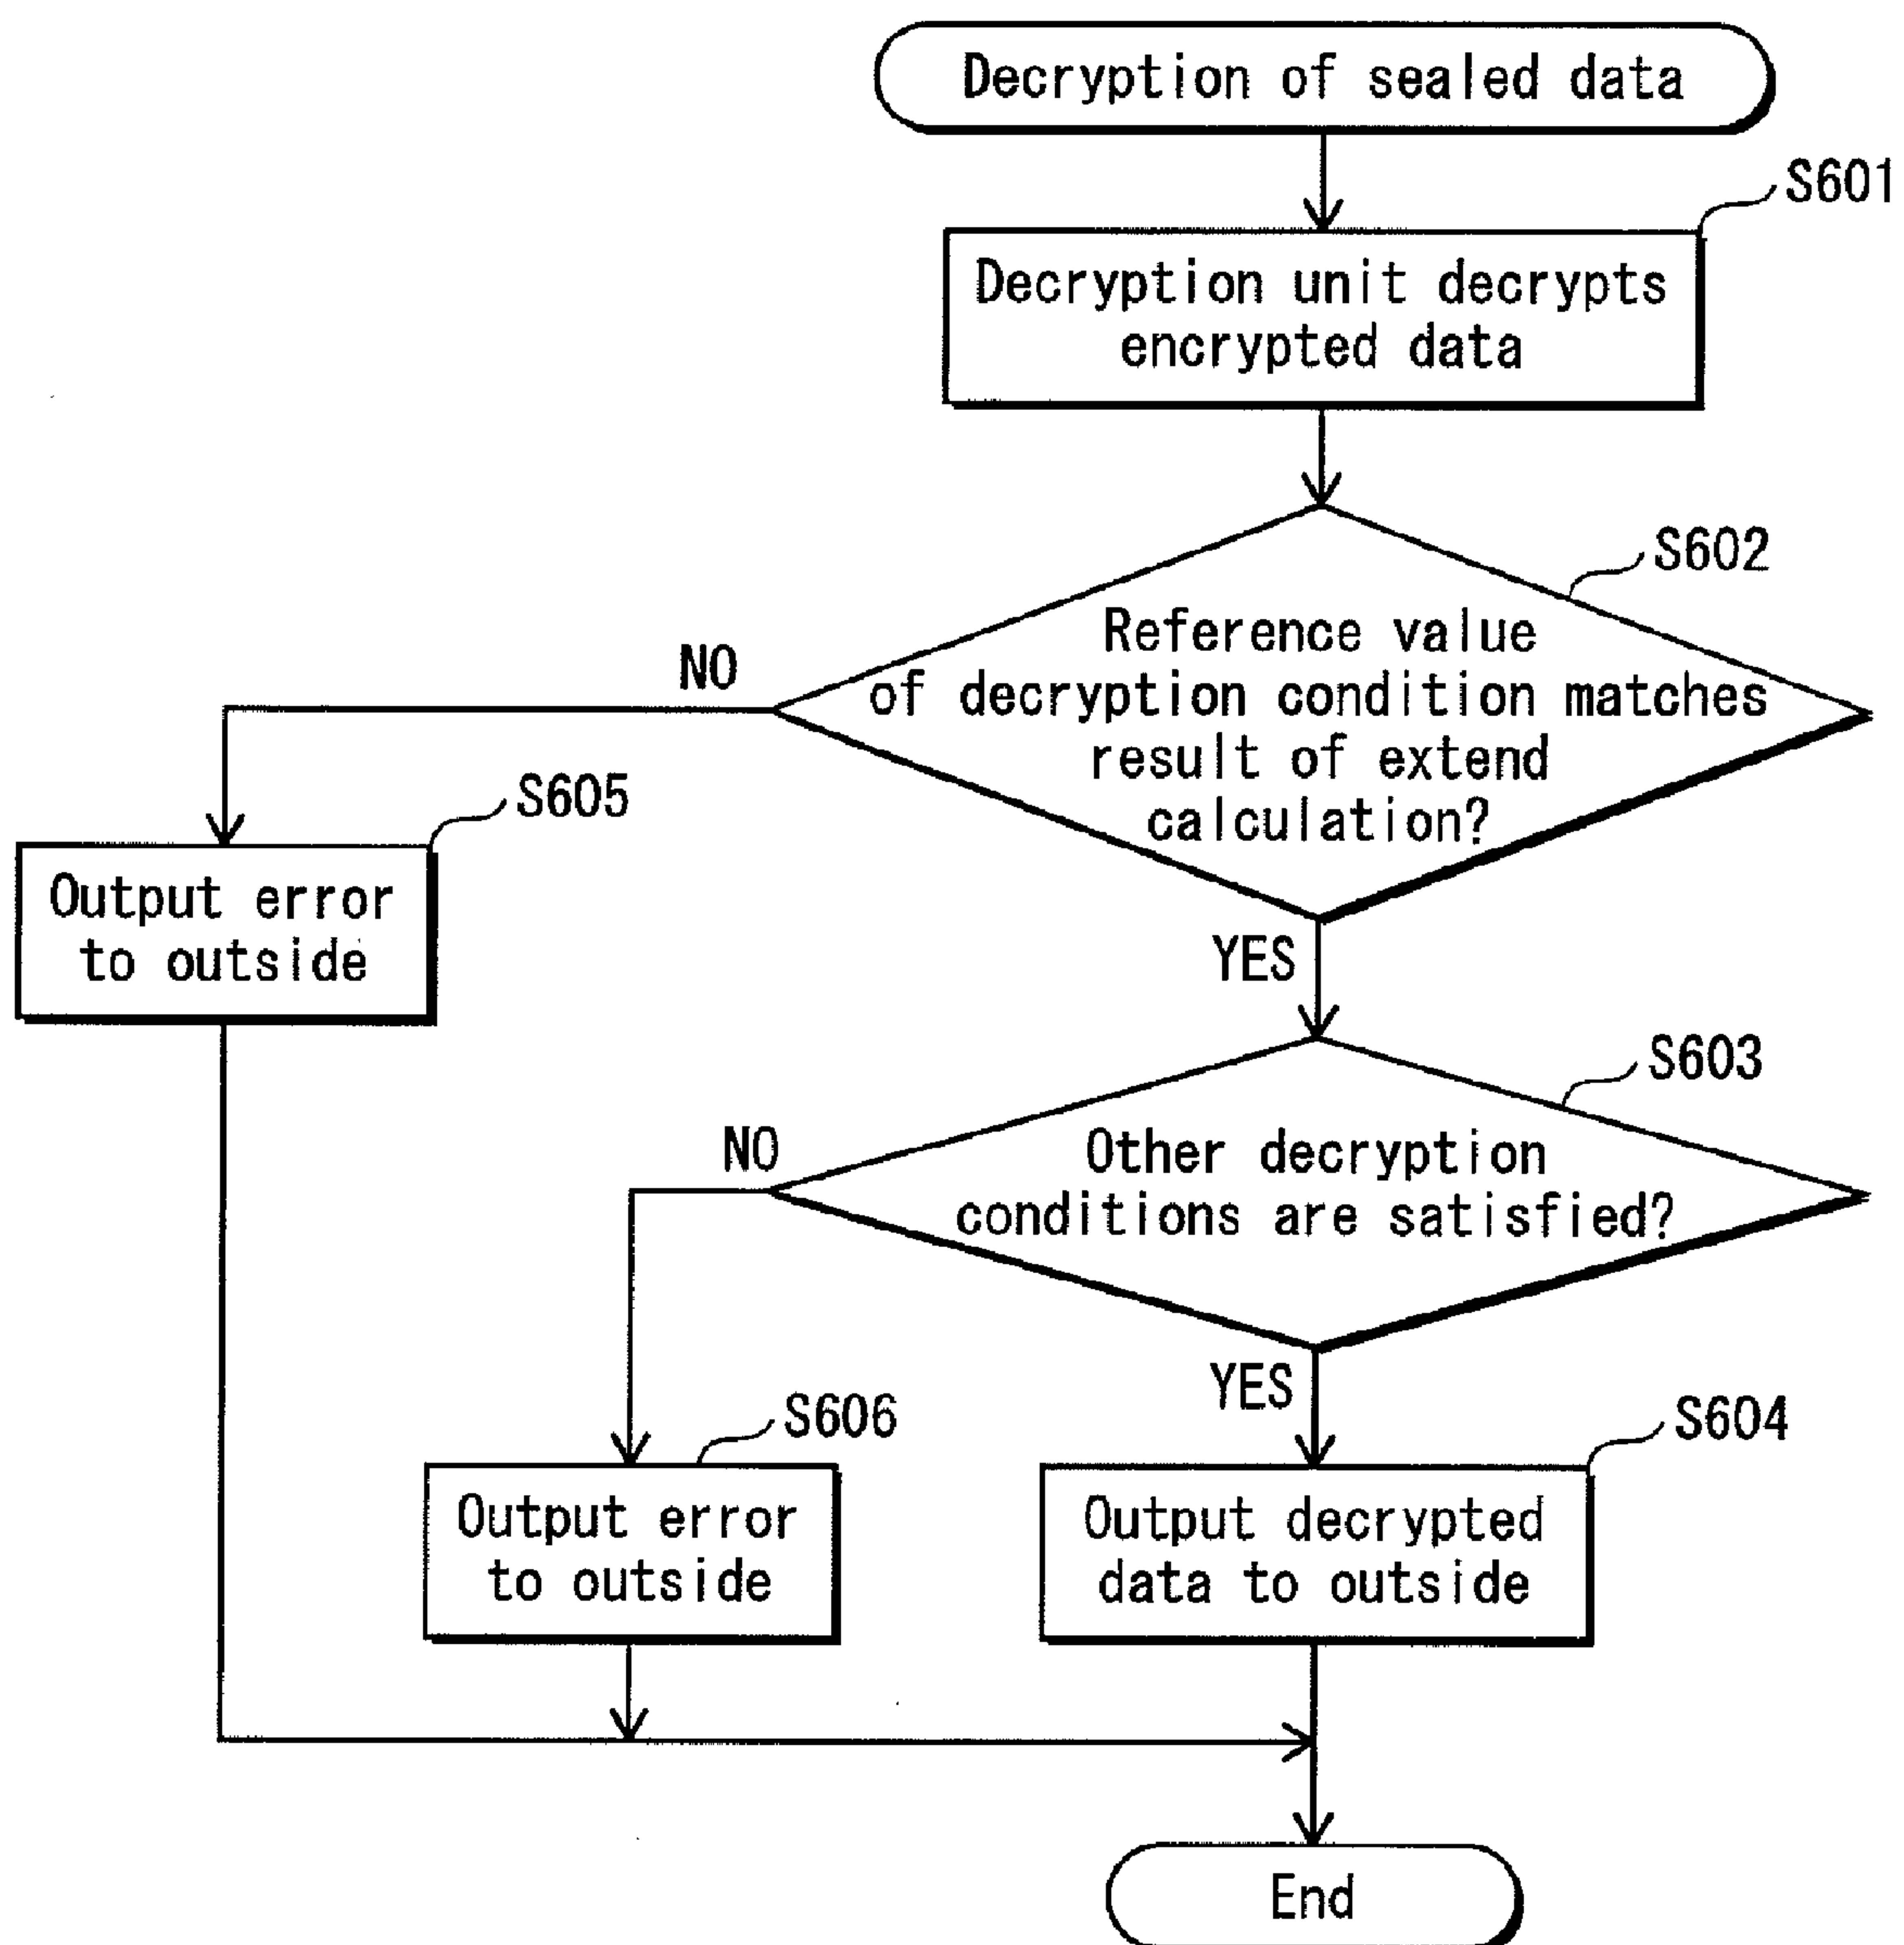 Decryption of sealed data
S601
Decryption unit decrypts
encrypted data
S602
Reference value
of decryption condition matches
result of extend
calculation?
NO
YES
S605
Output error
to outside
S603
Other decryption
conditions are satisfied?
NO
YES
S606
Output error
to outside
S604
Output decrypted
data to outside
End